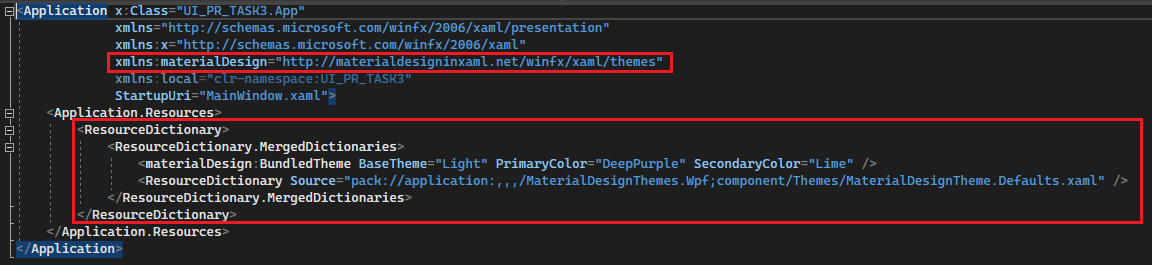 <Application x:Class="UI_PR_TASK3.App"
xmlns="http://schemas.microsoft.com/winfx/2006/xaml/presentation"
xmlns:x="http://schemas.microsoft.com/winfx/2006/xaml"
xmlns:materialDesign="http://materialdesigninxaml.net/winfx/xaml/themes"
xmlns:local="clr-namespace:UI_PR_TASK3"
StartupUri="MainWindow.xaml">
<Application.Resources>
<ResourceDictionary>
<ResourceDictionary.MergedDictionaries>
<materialDesign:BundledTheme BaseTheme="Light" PrimaryColor="DeepPurple" SecondaryColor="Lime" />
<ResourceDictionary Source="pack://application:,,,/MaterialDesignThemes.Wpf;component/Themes/MaterialDesignTheme.Defaults.xaml" />
</ResourceDictionary.MergedDictionaries>
</ResourceDictionary>
</Application.Resources>
</Application>